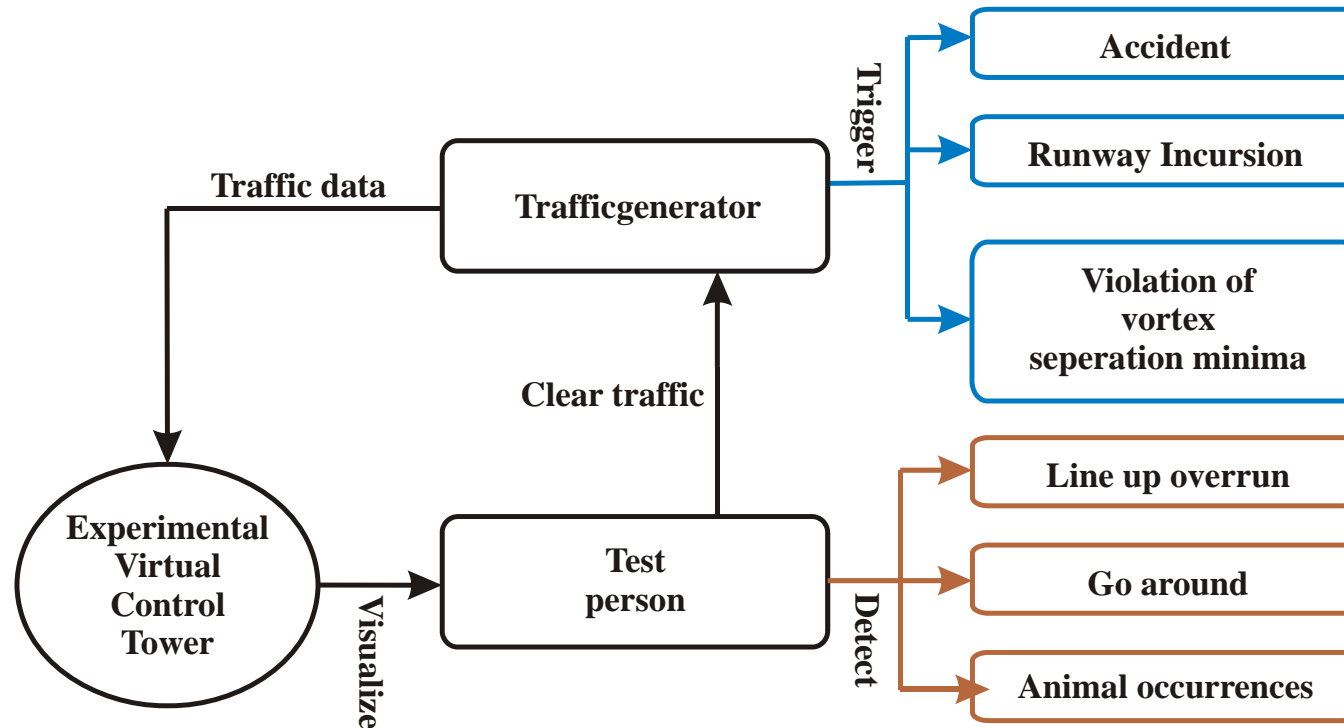 Accident
Trigger
Runway Incursion
Traffic data
Trafficgenerator
Violation of
vortex
seperation minima
Clear traffic
Line up overrun
Experimental
Virtual
Control
Tower
Visualize
Test
person
Detect
Go around
Animal occurrences